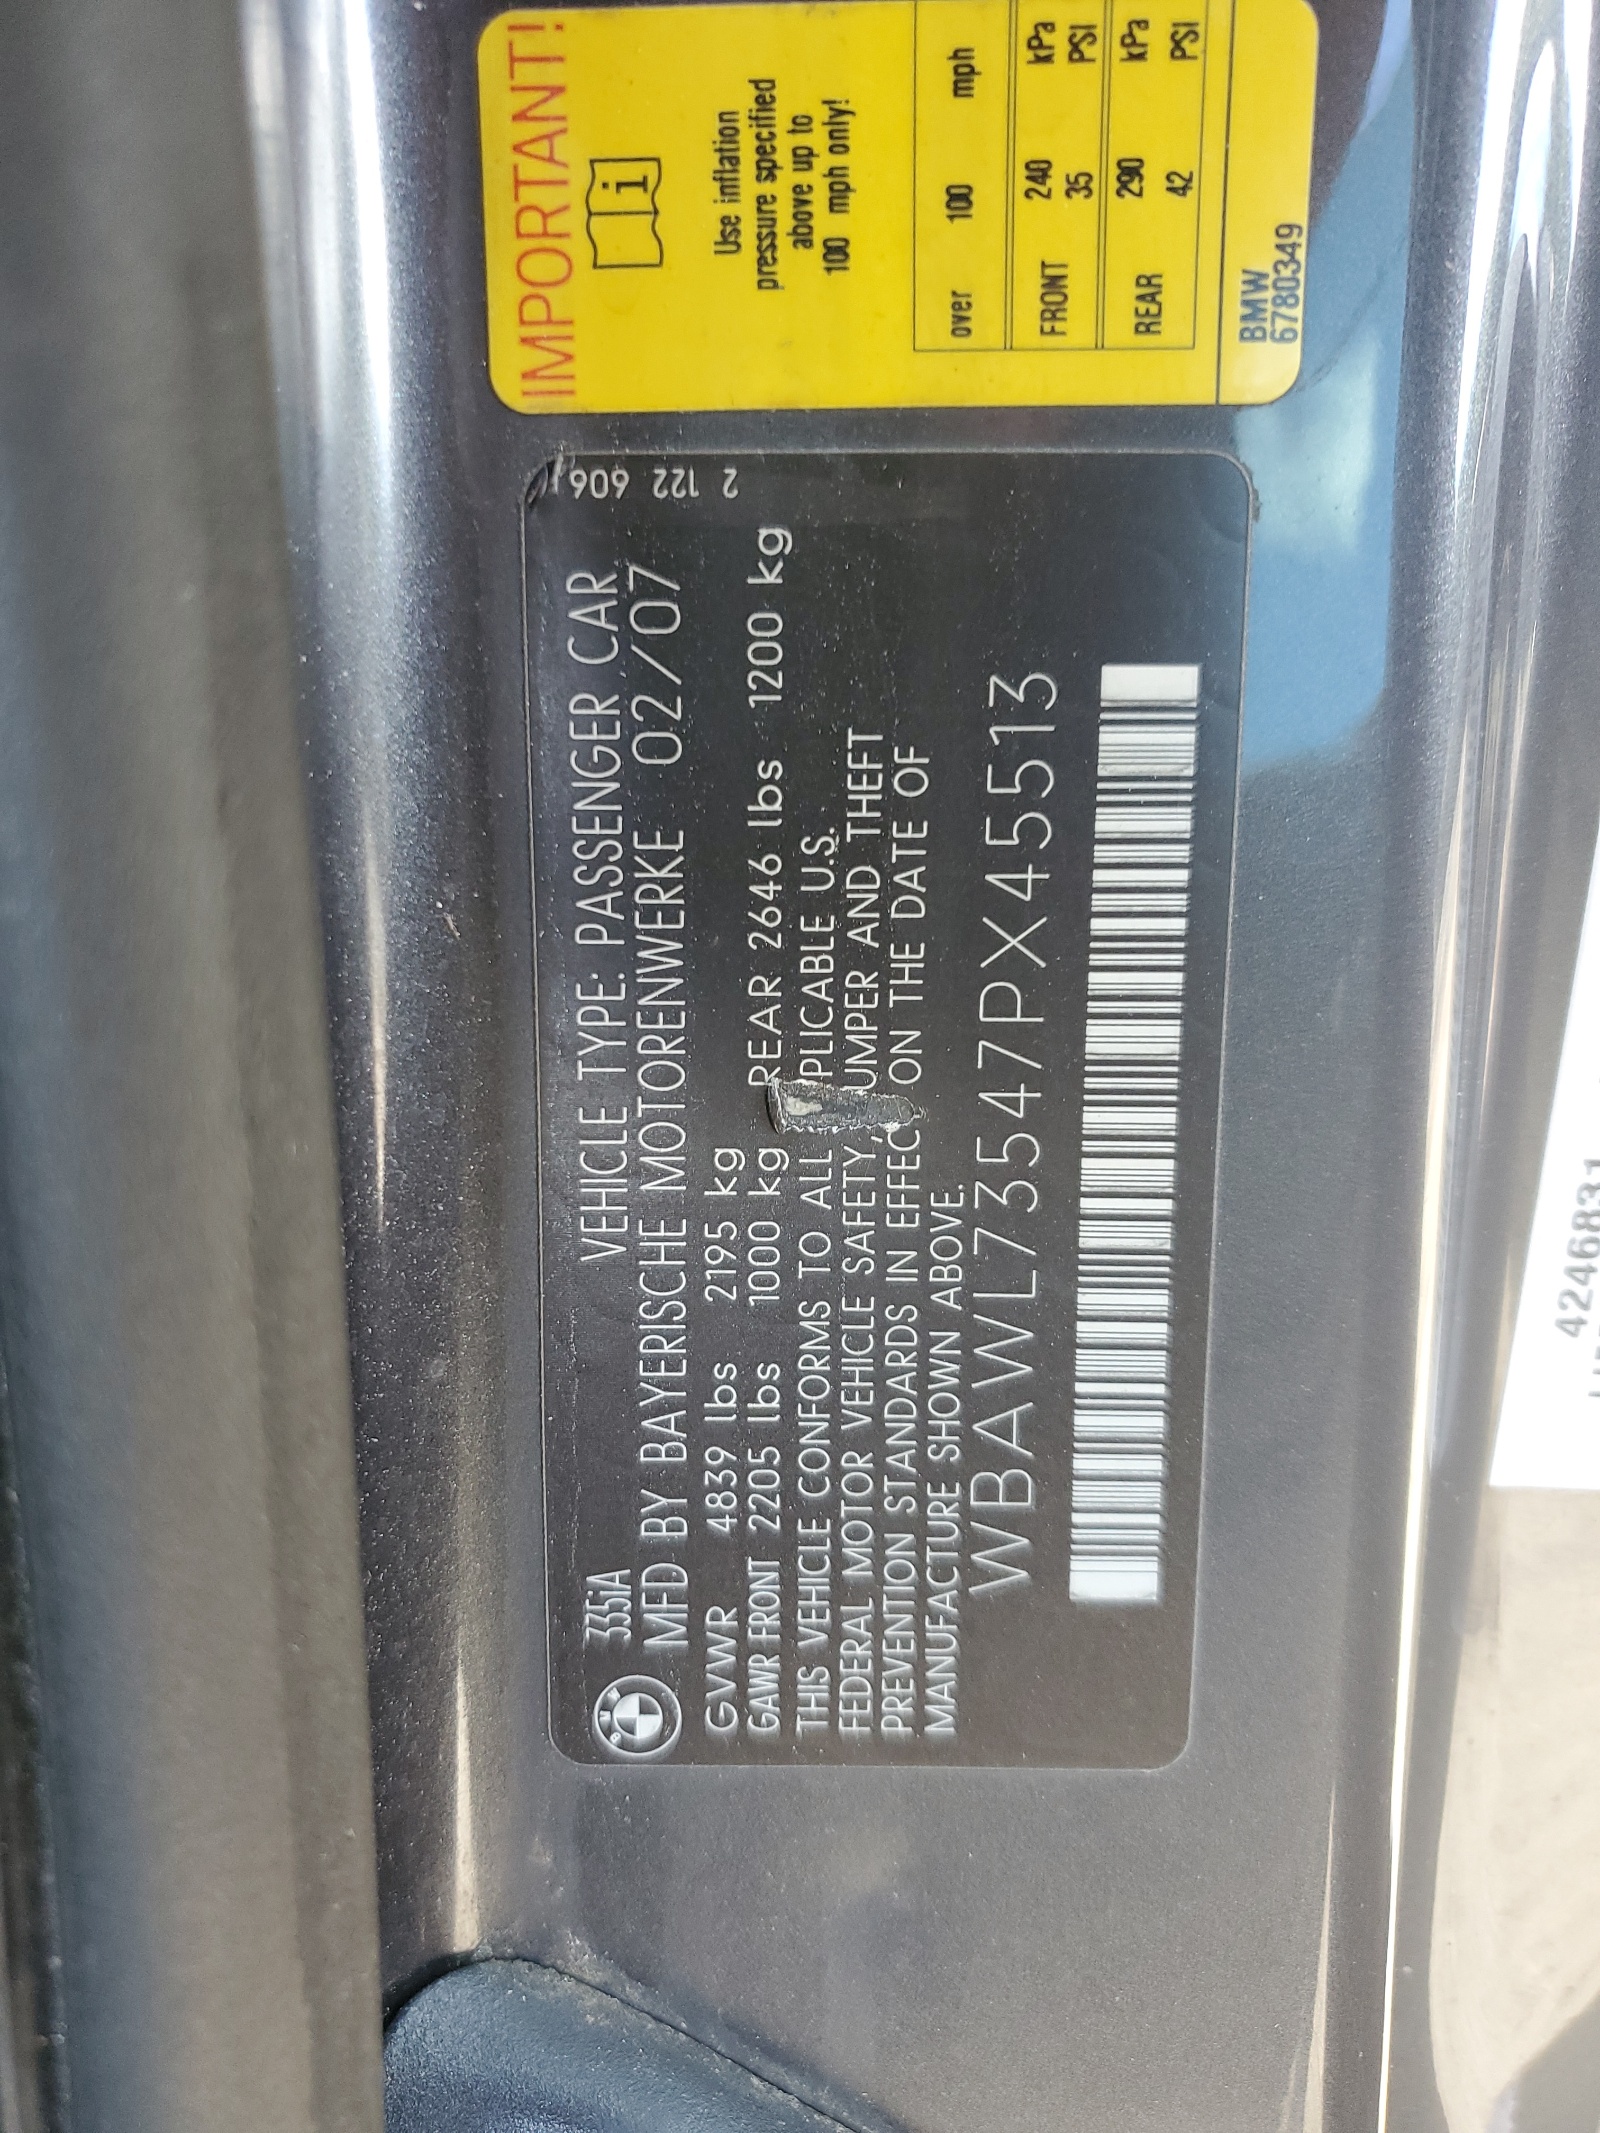 335iA VEHICLE TYPE: PASSENGER CAR
MFD BY BAYERISCHE MOTORENWERKE 02/07
GVWR 4839 lbs 2195 kg
GAWR FRONT 2205 lbs 1000 kg REAR 2646 lbs 1200 kg
THIS VEHICLE CONFORMS TO ALL PLICABLE U.S.
FEDERAL MOTOR VEHICLE SAFETY, UMPER AND THEFT
PREVENTION STANDARDS IN EFFEC ON THE DATE OF
MANUFACTURE SHOWN ABOVE.
WBAWL73547PX45513
2 122 606
IMPORTANT!
i
Use inflation
pressure specified
above up to
100 mph only!
over 100 mph
FRONT 240 kPa
35 PSI
REAR 290 kPa
42 PSI
BMW
6780349
4246831